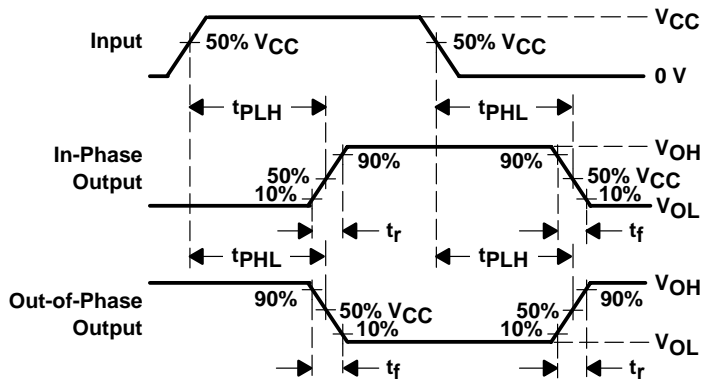 Input
50% VCC
50% VCC
VCC
0 V
tPLH
tPHL
In-Phase
Output
50%
10%
90%
90%
VOH
50% VCC
10%
VOL
tr
tf
tPHL
tPLH
Out-of-Phase
Output
90%
50% VCC
10%
50%
10%
90%
VOH
VOL
tf
tr